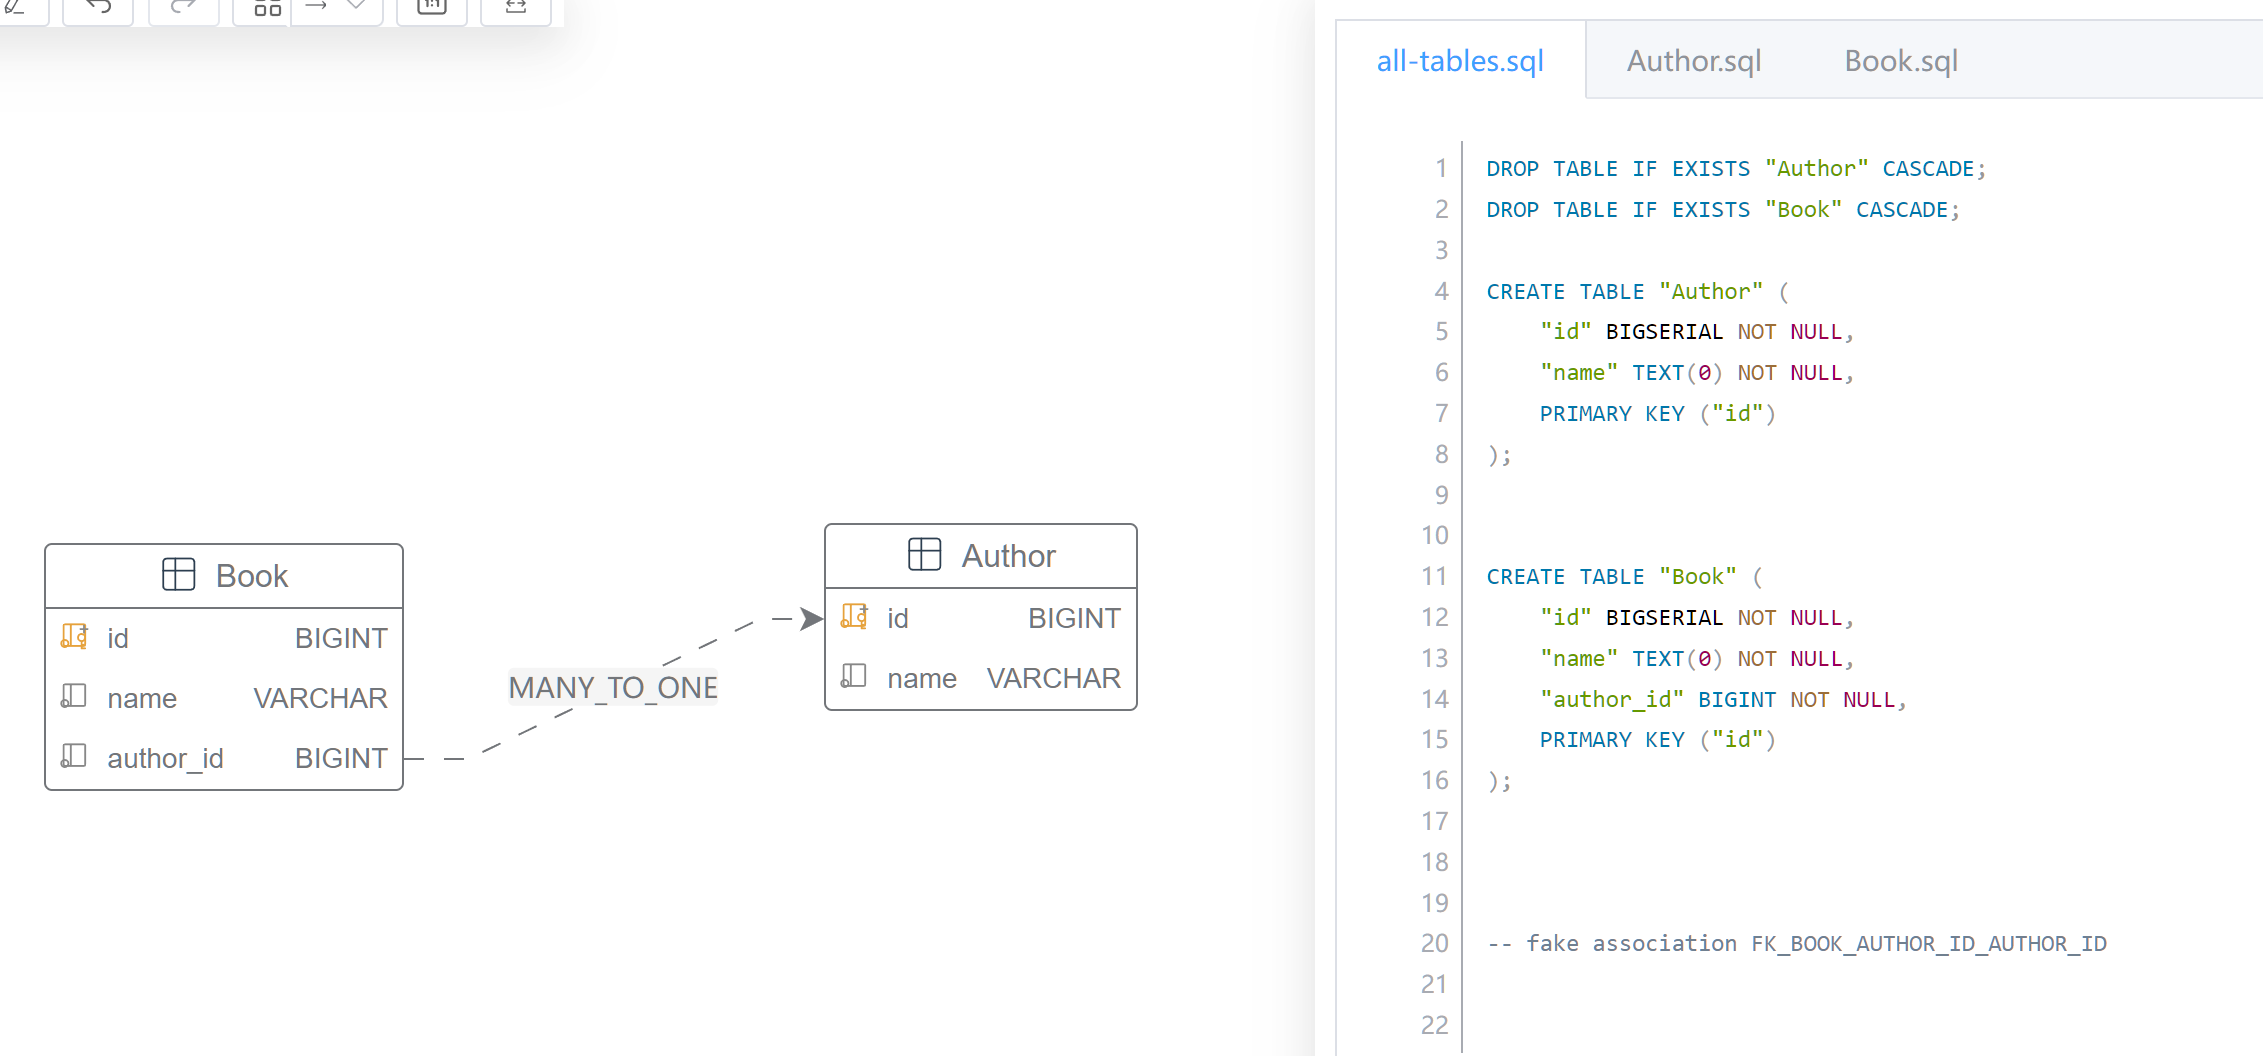 1:1
Book
id BIGINT
name VARCHAR
author_id BIGINT
MANY_TO_ONE
Author
id BIGINT
name VARCHAR
all-tables.sql Author.sql Book.sql
1 DROP TABLE IF EXISTS "Author" CASCADE;
2 DROP TABLE IF EXISTS "Book" CASCADE;
3
4 CREATE TABLE "Author" (
5 "id" BIGSERIAL NOT NULL,
6 "name" TEXT(0) NOT NULL,
7 PRIMARY KEY ("id")
8 );
9
10
11 CREATE TABLE "Book" (
12 "id" BIGSERIAL NOT NULL,
13 "name" TEXT(0) NOT NULL,
14 "author_id" BIGINT NOT NULL,
15 PRIMARY KEY ("id")
16 );
17
18
19
20 -- fake association FK_BOOK_AUTHOR_ID_AUTHOR_ID
21
22